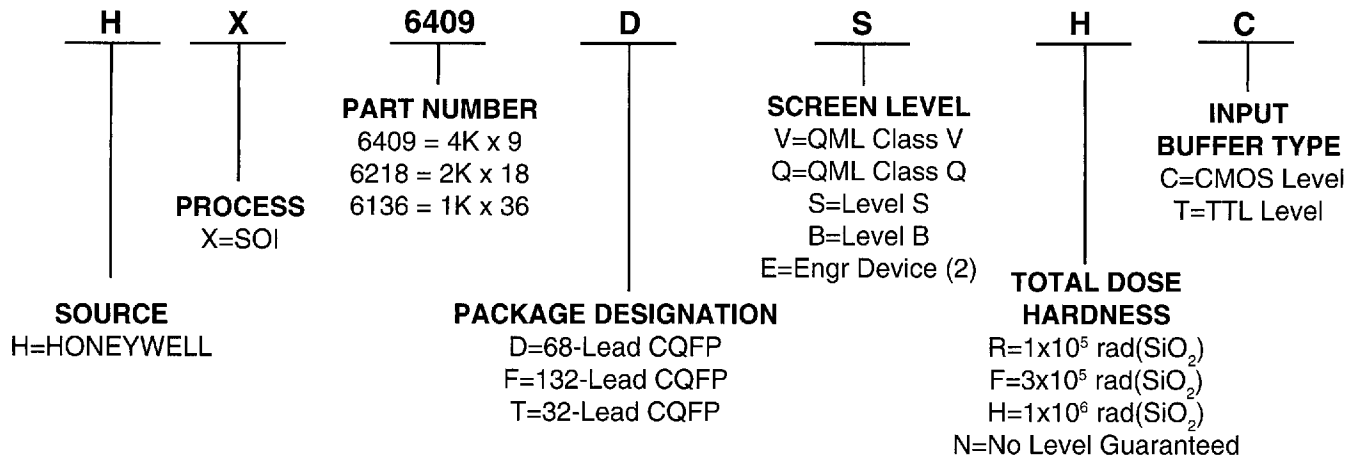 H X 6409 D S H C
PART NUMBER
6409 = 4K x 9
6218 = 2K x 18
6136 = 1K x 36
PROCESS
X=SOI
SOURCE
H=HONEYWELL
PACKAGE DESIGNATION
D=68-Lead CQFP
F=132-Lead CQFP
T=32-Lead CQFP
SCREEN LEVEL
V=QML Class V
Q=QML Class Q
S=Level S
B=Level B
E=Engr Device (2)
TOTAL DOSE
HARDNESS
R=1x10⁵ rad(SiO₂)
F=3x10⁵ rad(SiO₂)
H=1x10⁶ rad(SiO₂)
N=No Level Guaranteed
INPUT
BUFFER TYPE
C=CMOS Level
T=TTL Level